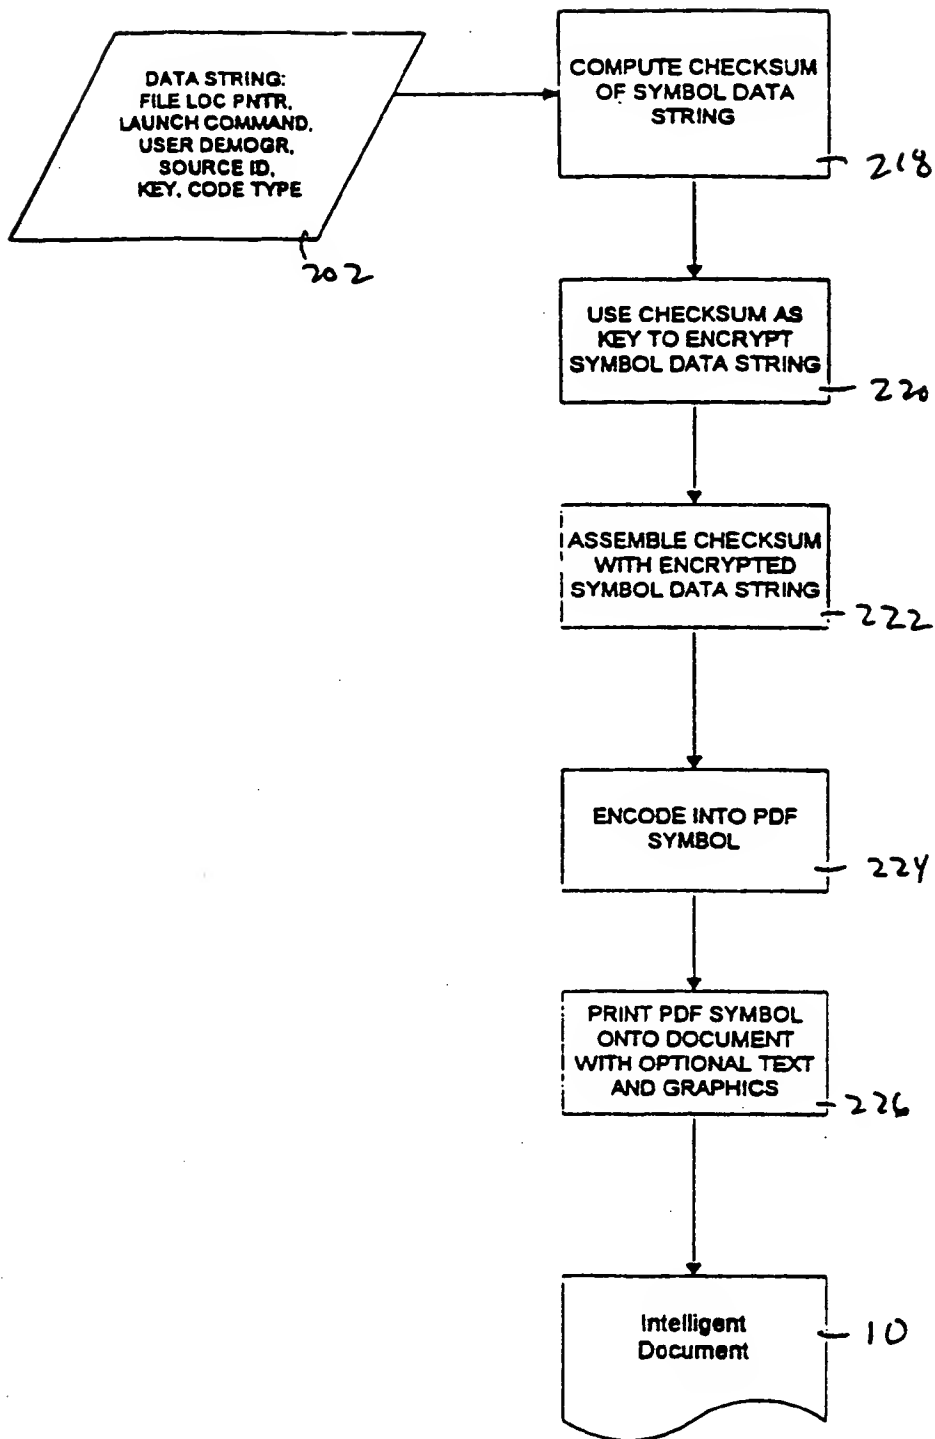 DATA STRING:
FILE LOC PNTR,
LAUNCH COMMAND,
USER DEMOGR,
SOURCE ID,
KEY, CODE TYPE
202
COMPUTE CHECKSUM
OF SYMBOL DATA
STRING
218
USE CHECKSUM AS
KEY TO ENCRYPT
SYMBOL DATA STRING
220
ASSEMBLE CHECKSUM
WITH ENCRYPTED
SYMBOL DATA STRING
222
ENCODE INTO PDF
SYMBOL
224
PRINT PDF SYMBOL
ONTO DOCUMENT
WITH OPTIONAL TEXT
AND GRAPHICS
226
Intelligent
Document
10